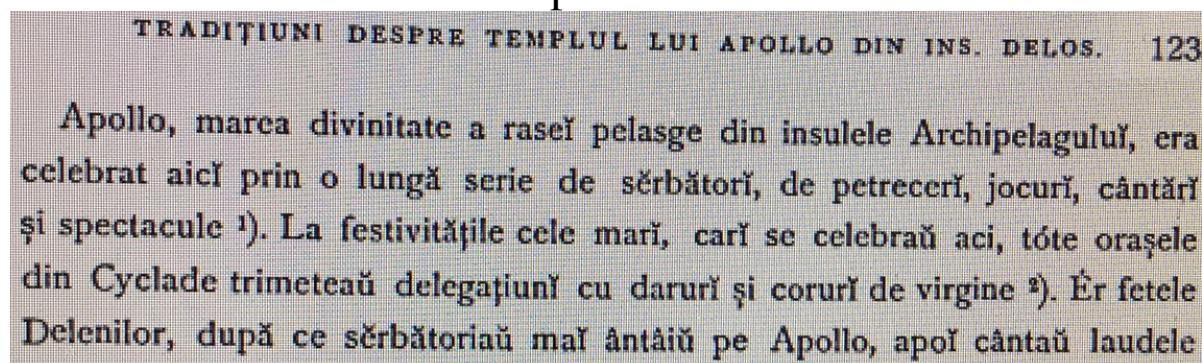 TRADIȚIUNI DESPRE TEMPLUL LUI APOLLO DIN INS. DELOS. 123
Apollo, marea divinitate a raseĭ pelasge din insulele Archipeluguluĭ, era
celebrat aicĭ prin o lungă serie de sĕrbătorĭ, de petrecerĭ, jocurĭ, cântărĭ
și spectacule ¹). La festivitățile cele marĭ, carĭ se celebraŭ aci, tóte orașele
din Cyclade trimeteaŭ delegațiunĭ cu darurĭ și corurĭ de virgine ²). Ér fetele
Delenilor, după ce sĕrbătoriaŭ maĭ ântâiŭ pe Apollo, apoĭ cântaŭ laudele